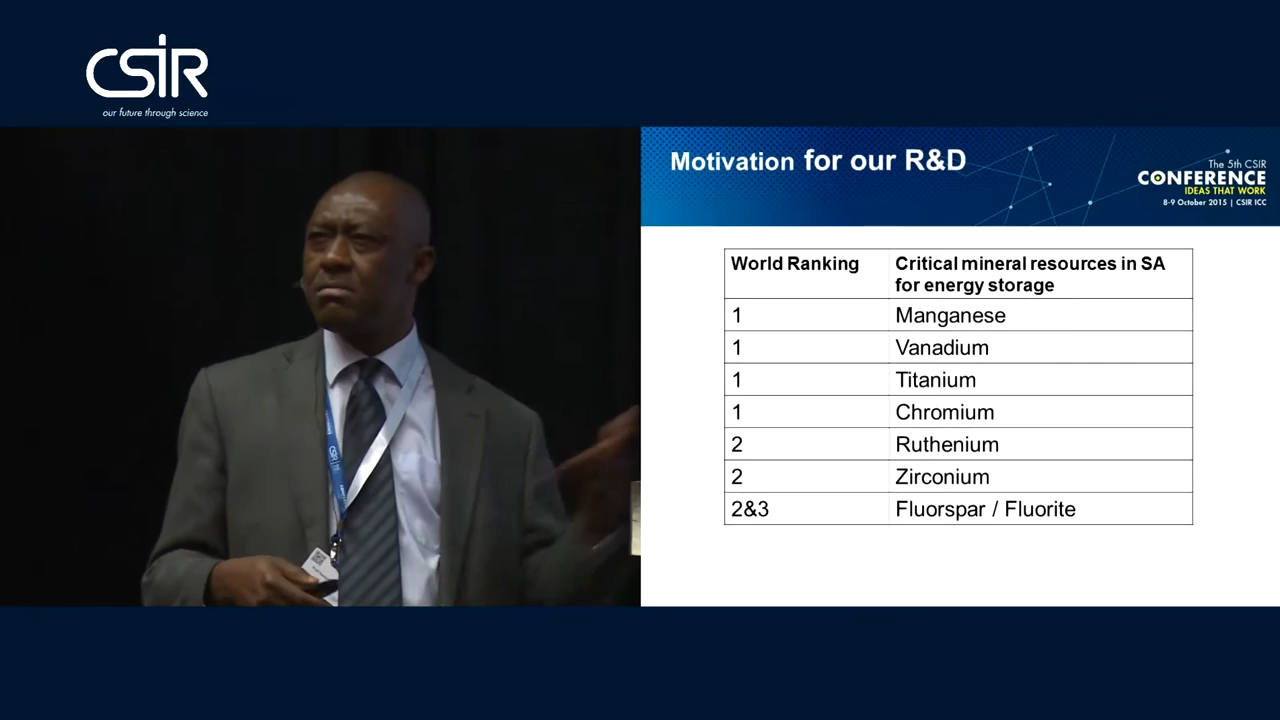 CSIR
our future through science
Motivation for our R&D
The 5th CSIR
CONFERENCE
IDEAS THAT WORK
8-9 October 2015 | CSIR ICC
World Ranking
Critical mineral resources in SA
for energy storage
1
Manganese
1
Vanadium
1
Titanium
1
Chromium
2
Ruthenium
2
Zirconium
2&3
Fluorspar / Fluorite
CSIR